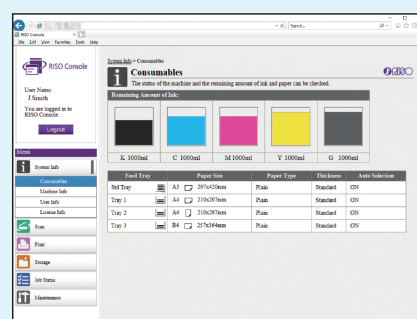 Search...
RISO Console
File Edit View Favorites Tools Help
RISO Console
User Name:
J.Smith
You are logged in to
RISO Console.
Logout
Menu
System Info
Consumables
Machine Info
User Info
License Info
Scan
Print
Storage
Job Status
Maintenance
System Info > Consumables
Consumables
RISO
The status of the machine and the remaining amount of ink and paper can be checked.
Remaining Amount of Ink:
K 1000ml C 1000ml M 1000ml Y 1000ml G 1000ml
Feed Tray Paper Size Paper Type Thickness Auto Selection
Std Tray A3 297x420mm Plain Standard ON
Tray 1 A4 210x297mm Plain Standard ON
Tray 2 A4 210x297mm Plain Standard ON
Tray 3 B4 257x364mm Plain Standard ON